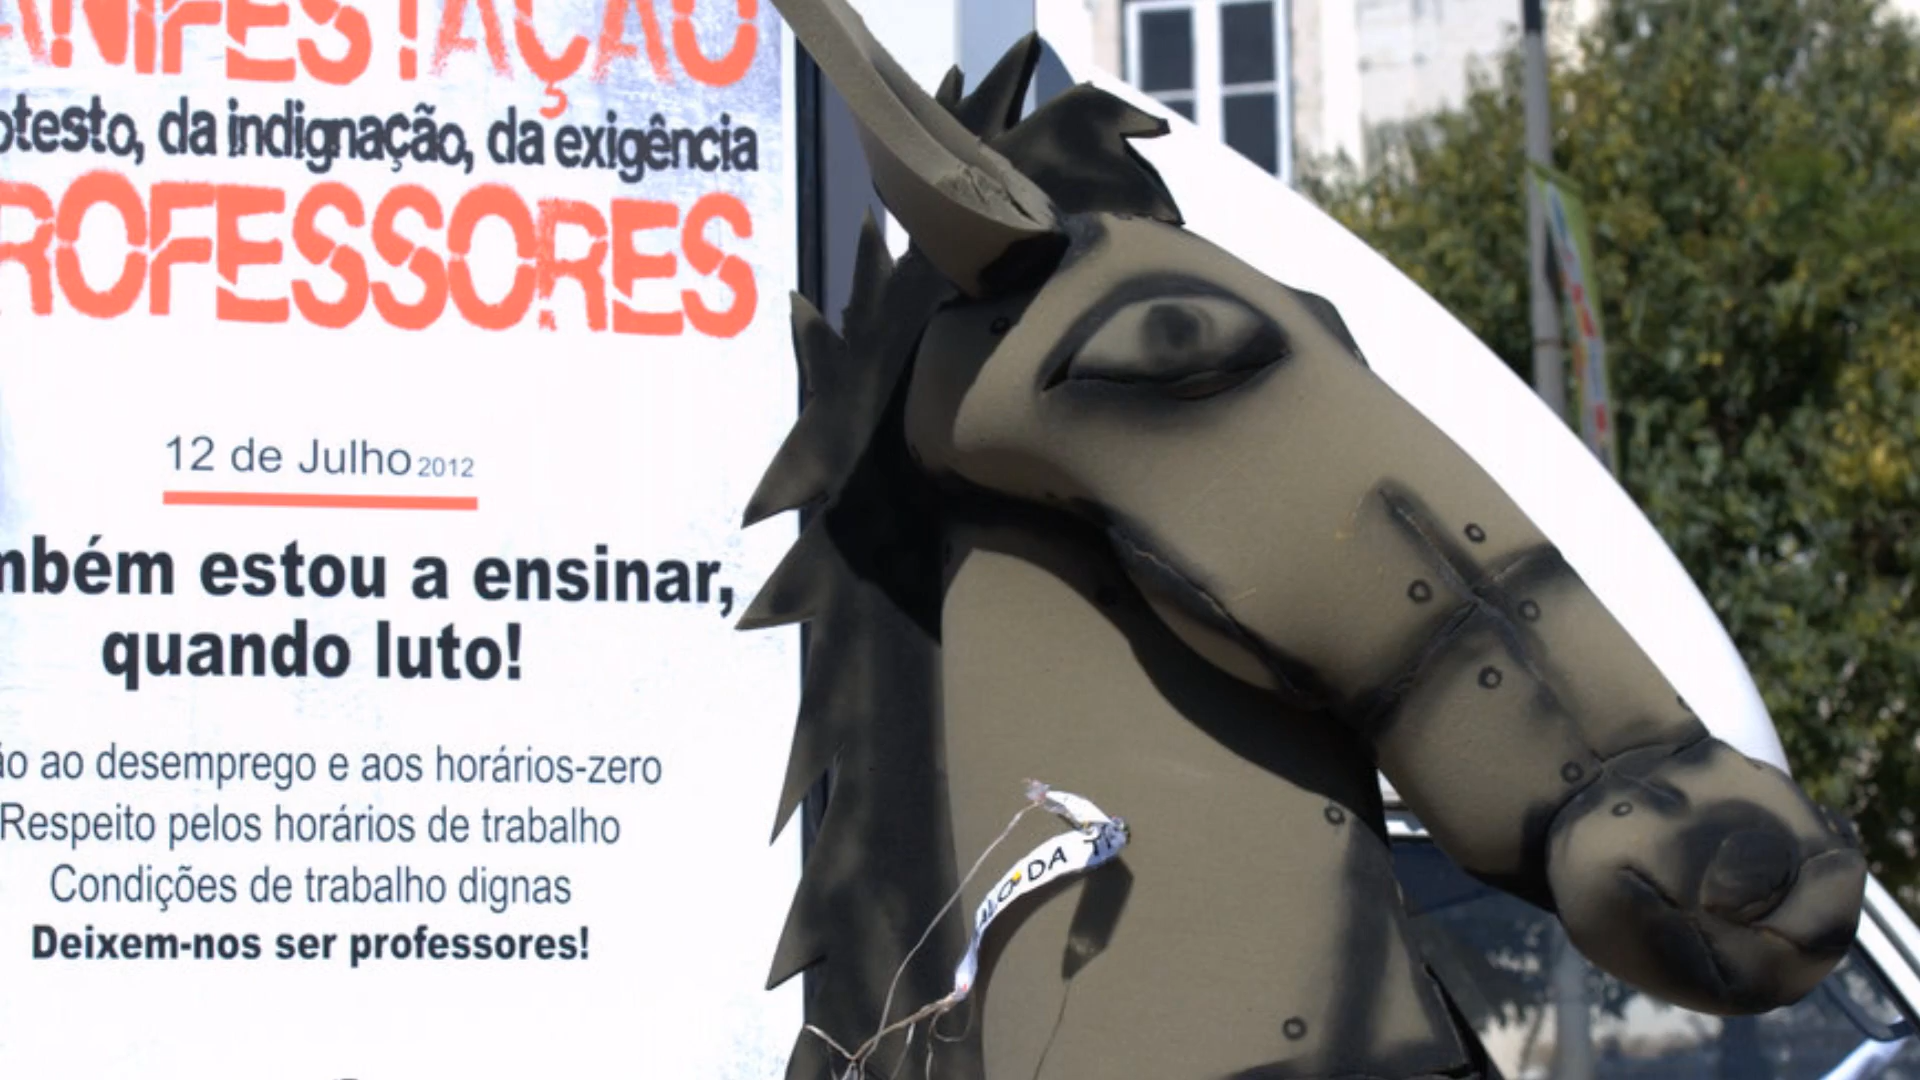 ANIFESTAÇÃO
otesto, da indignação, da exigência
ROFESSORES
12 de Julho 2012
mbém estou a ensinar,
quando luto!
ão ao desemprego e aos horários-zero
Respeito pelos horários de trabalho
Condições de trabalho dignas
Deixem-nos ser professores!
ALO DA